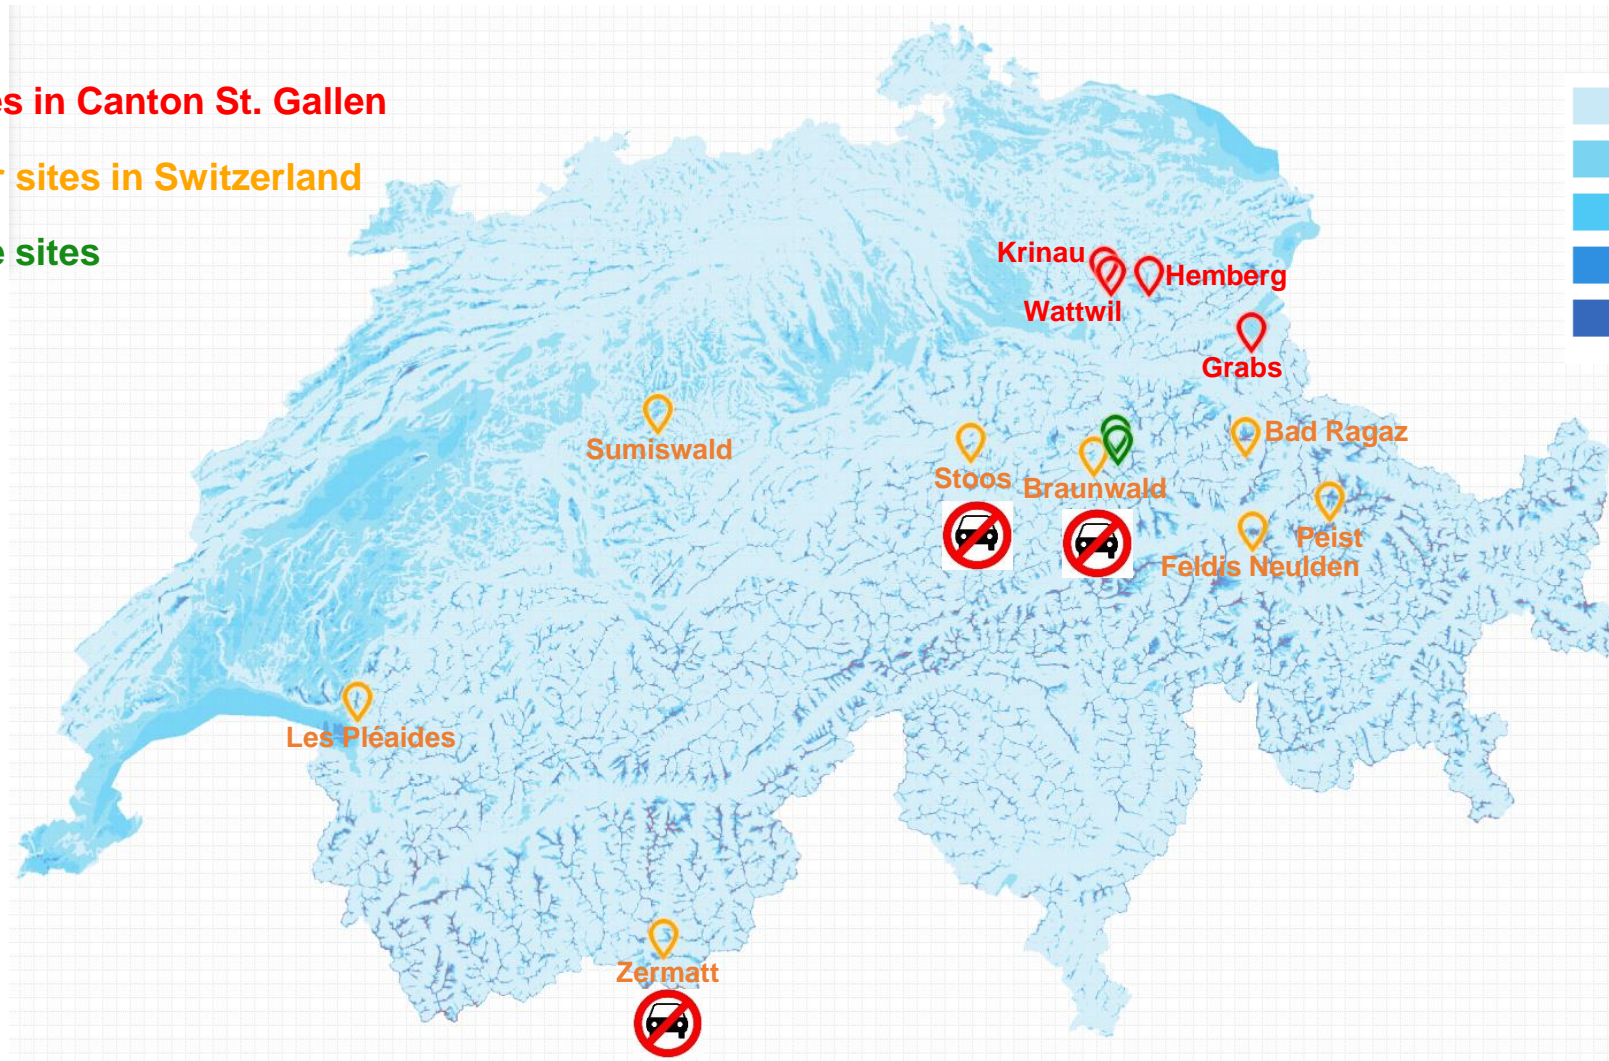 es in Canton St. Gallen
r sites in Switzerland
e sites
Krinau
Hemberg
Wattwil
Grabs
Sumiswald
Bad Ragaz
Stoos
Braunwald
Peist
Feldis Neulden
Les Pléaides
Zermatt